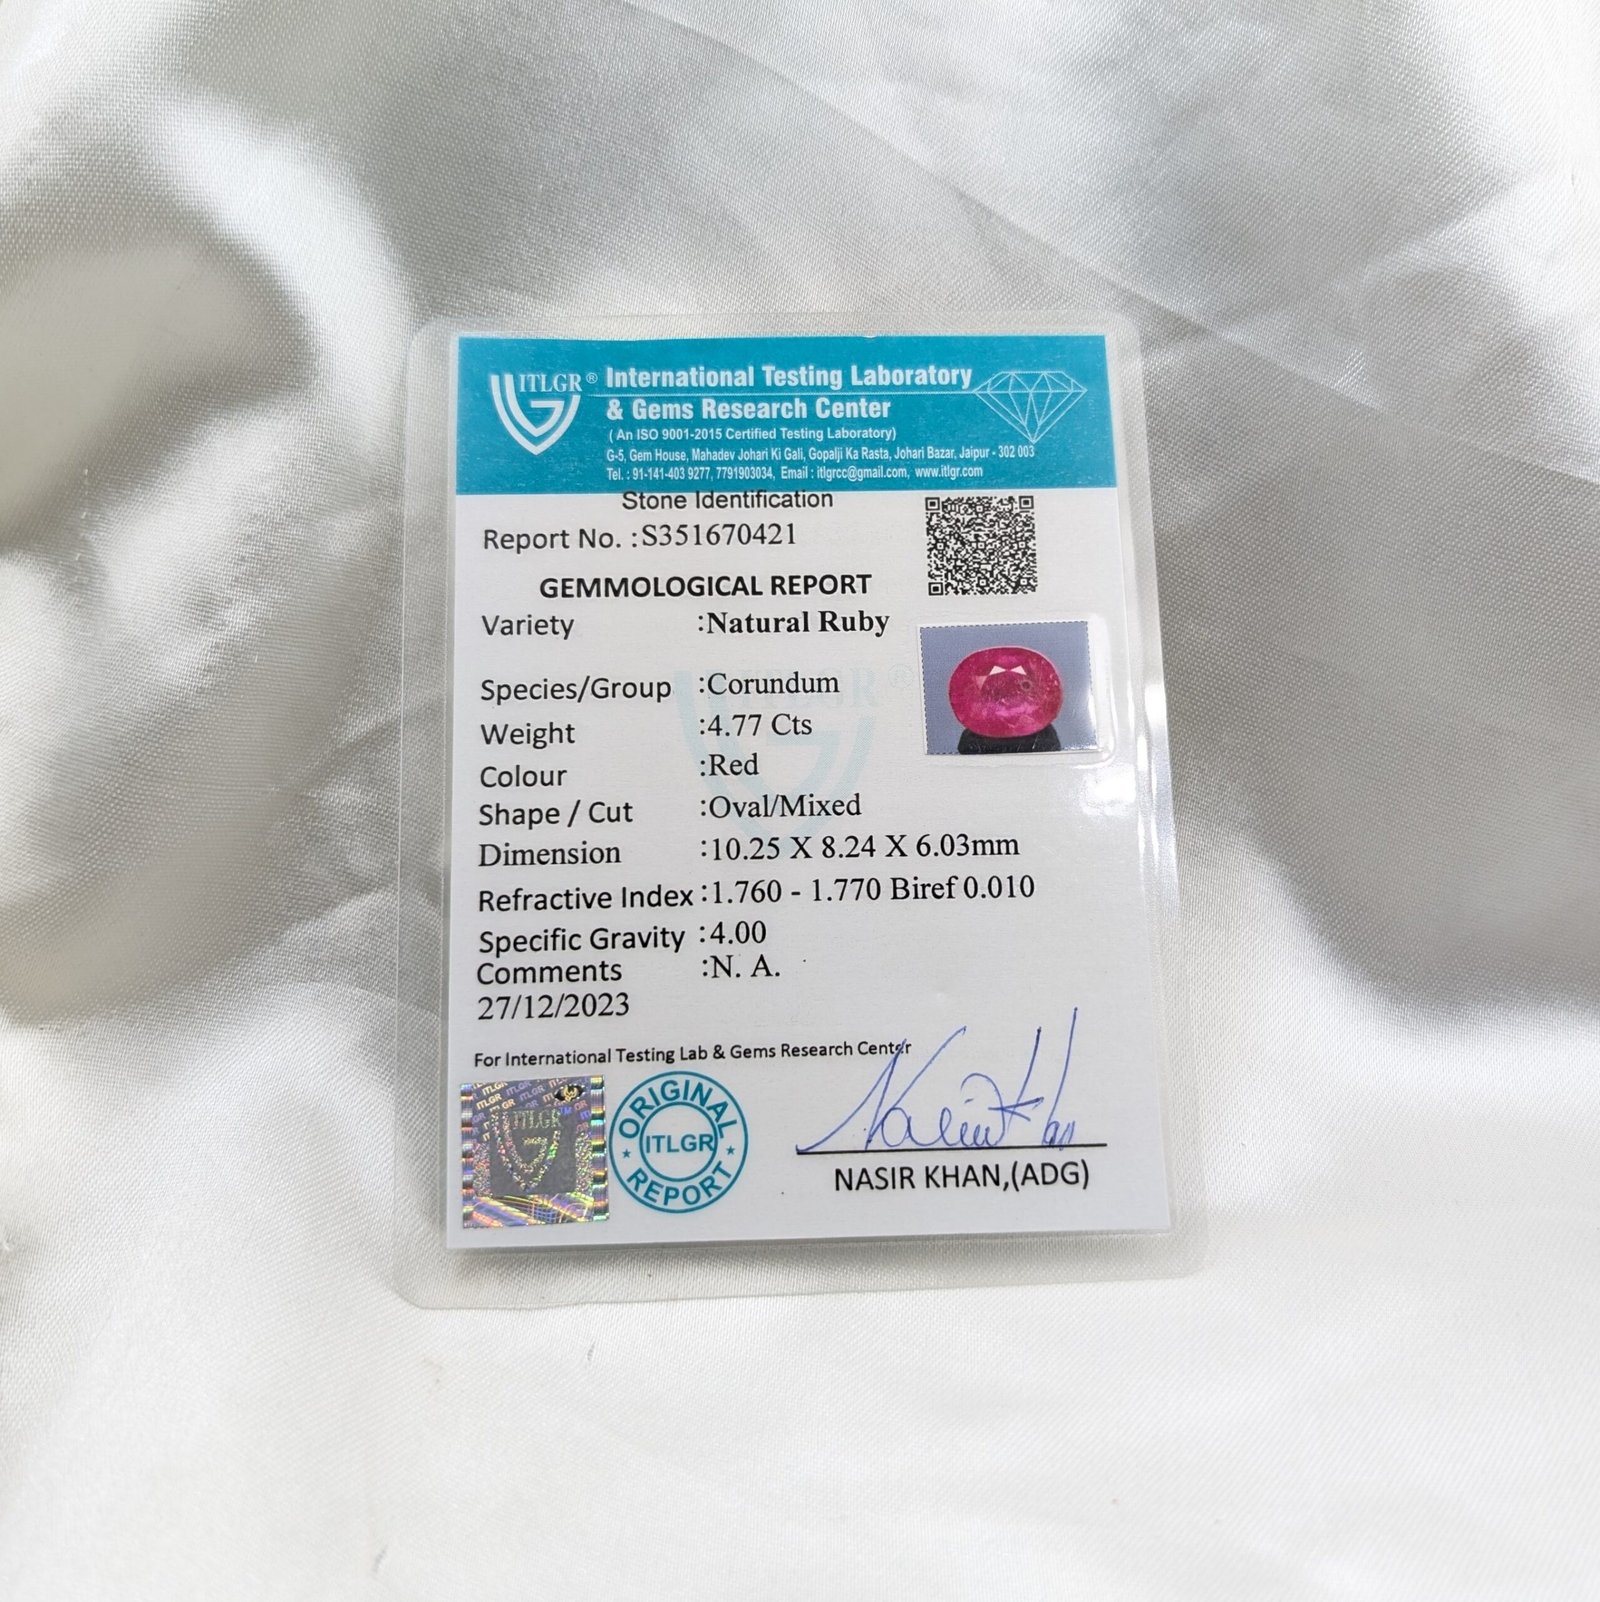 ITLGR ® International Testing Laboratory
& Gems Research Center
( An ISO 9001-2015 Certified Testing Laboratory)
G-5, Gem House, Mahadev Johari Ki Gali, Gopalji Ka Rasta, Johari Bazar, Jaipur - 302 003
Tel. : 91-141-403 9277, 7791903034, Email : itlgrcc@gmail.com, www.itlgr.com
Stone Identification
Report No. :S351670421
GEMMOLOGICAL REPORT
Variety :Natural Ruby
ITLGR ®
Species/Group :Corundum
Weight :4.77 Cts
Colour :Red
Shape / Cut :Oval/Mixed
Dimension :10.25 X 8.24 X 6.03mm
Refractive Index :1.760 - 1.770 Biref 0.010
Specific Gravity :4.00
Comments :N. A.
27/12/2023
For International Testing Lab & Gems Research Center
ITLGR TM
ORIGINAL
ITLGR
REPORT
Nasir Khan
NASIR KHAN,(ADG)